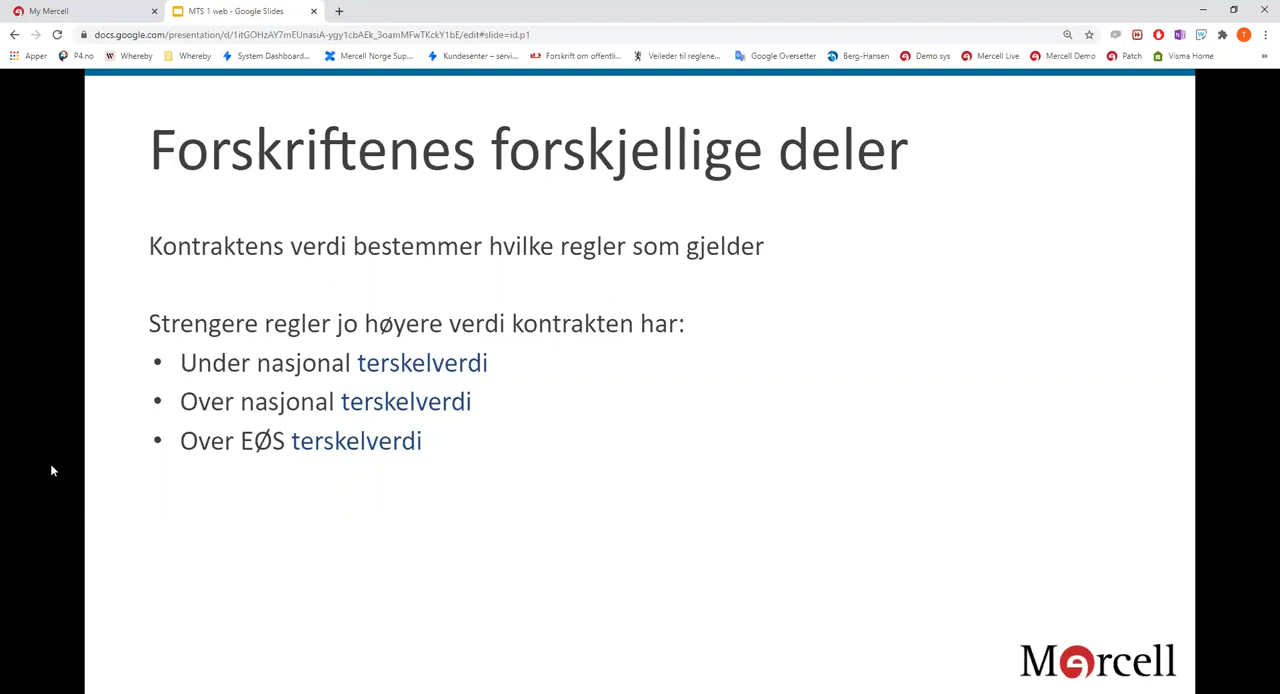 My Mercell
MTS 1 web - Google Slides
docs.google.com/presentation/d/1itGOHzAY7mEUnasiA-ygy1cbAEk_3oamMFwTKckY1bE/edit#slide=id.p1
Apper P4.no Whereby Whereby System Dashboar... Mercell Norge Sup... Kundesenter – servi... Forskrift om offentli... Veileder til reglene... Google Oversetter Berg-Hansen Demo sys Mercell Live Mercell Demo Patch Visma Home »
Forskriftenes forskjellige deler
Kontraktens verdi bestemmer hvilke regler som gjelder
Strengere regler jo høyere verdi kontrakten har:
• Under nasjonal terskelverdi
• Over nasjonal terskelverdi
• Over EØS terskelverdi
Mercell